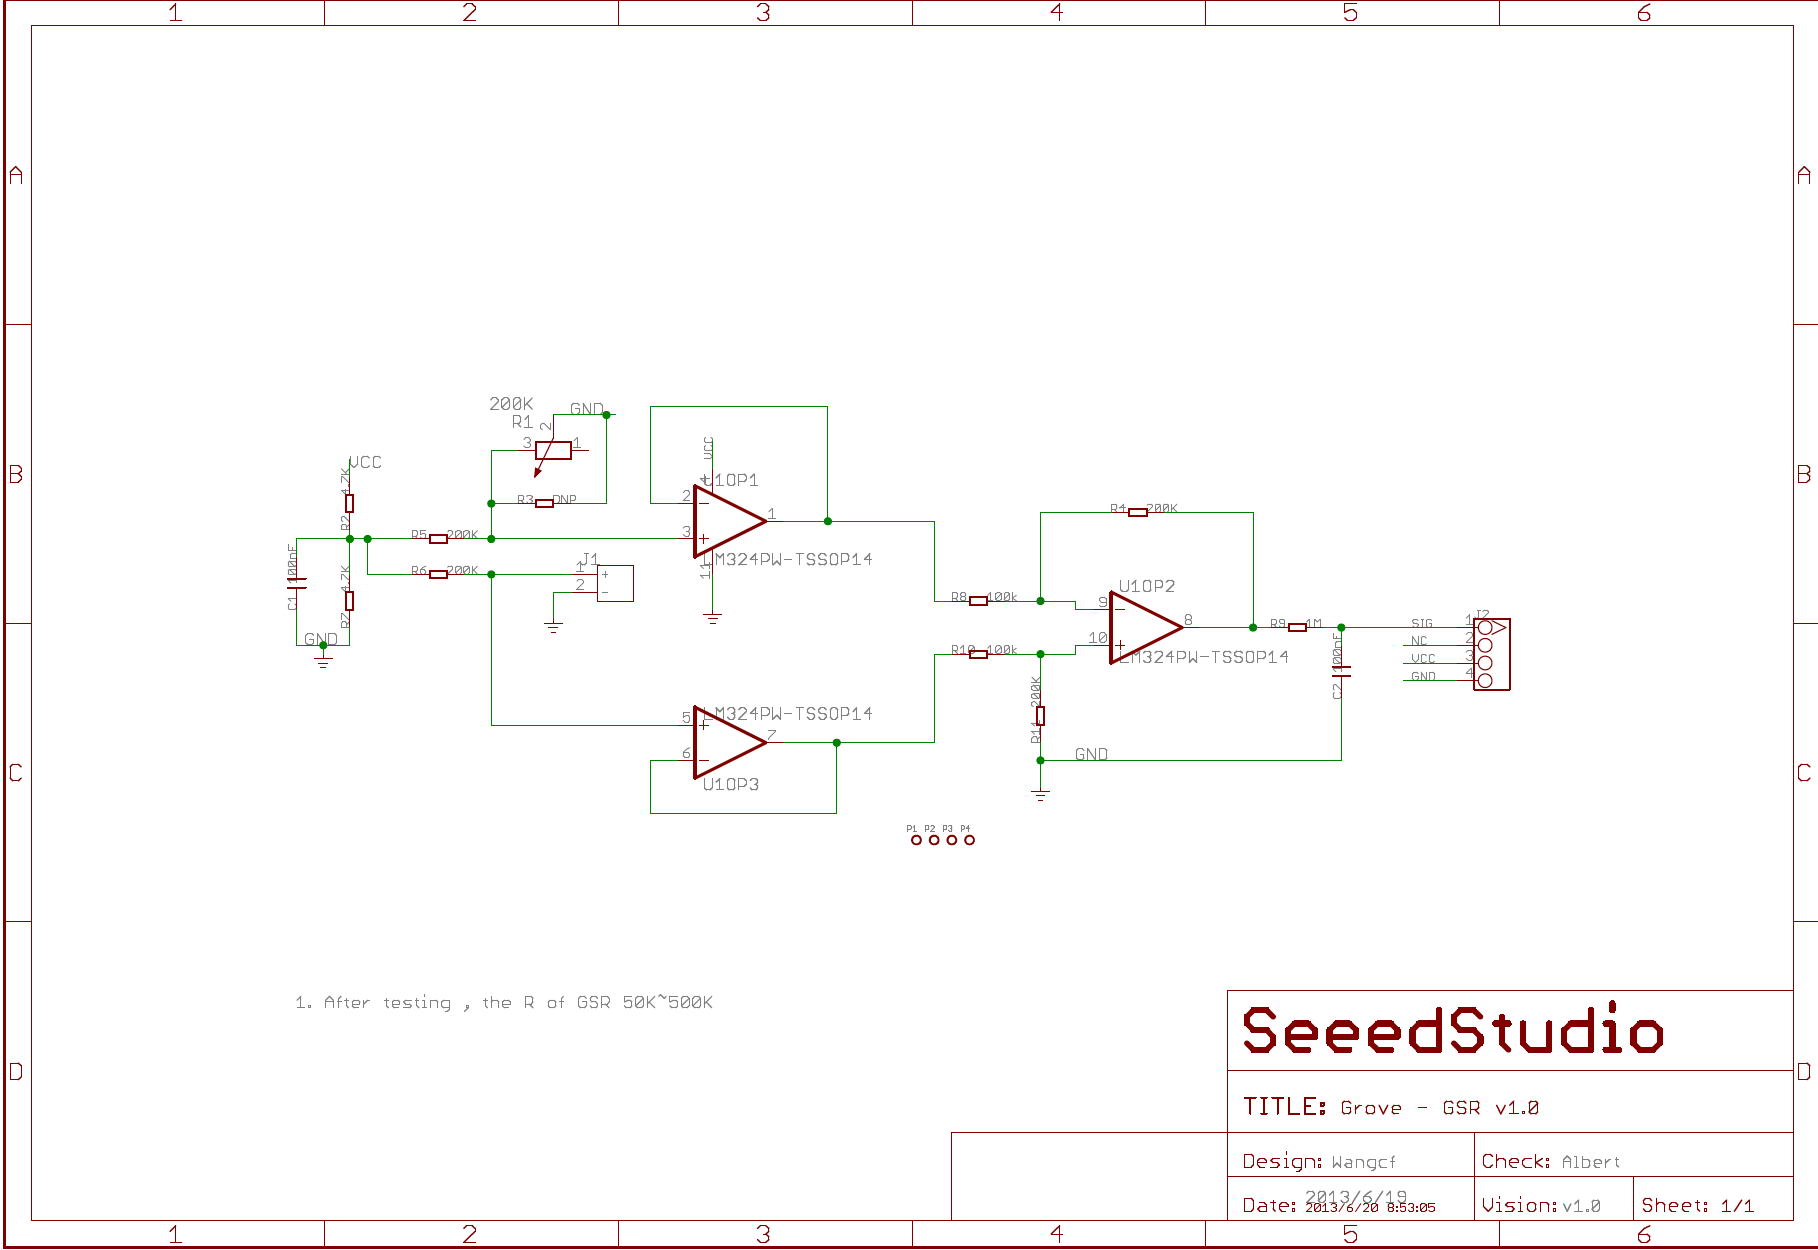 1 2 3 4 5 6
A A
200K
GND
R1
2
3 1
B B
VCC
VCC
4
U1OP1
4.7K
R2
R3 DNP
2
1
3
R5 200K
R4 200K
LM324PW-TSSOP14
11
J1
1
2
R6 200K
100nF
C1
4.7K
GND
U1OP2
R8 100k
9
8
10
R9 1M
SIG
NC
VCC
GND
J2
1
2
3
4
R10 100k
LM324PW-TSSOP14
100nF
C2
200K
R11
LM324PW-TSSOP14
5
7
6
U1OP3
GND
C C
P1 P2 P3 P4
1. After testing , the R of GSR 50K~500K
SeeedStudio
D D
TITLE: Grove - GSR v1.0
Design: Wangcf
Check: Albert
Date: 2013/6/19
2013/6/20 8:53:05
Vision: v1.0
Sheet: 1/1
1 2 3 4 5 6